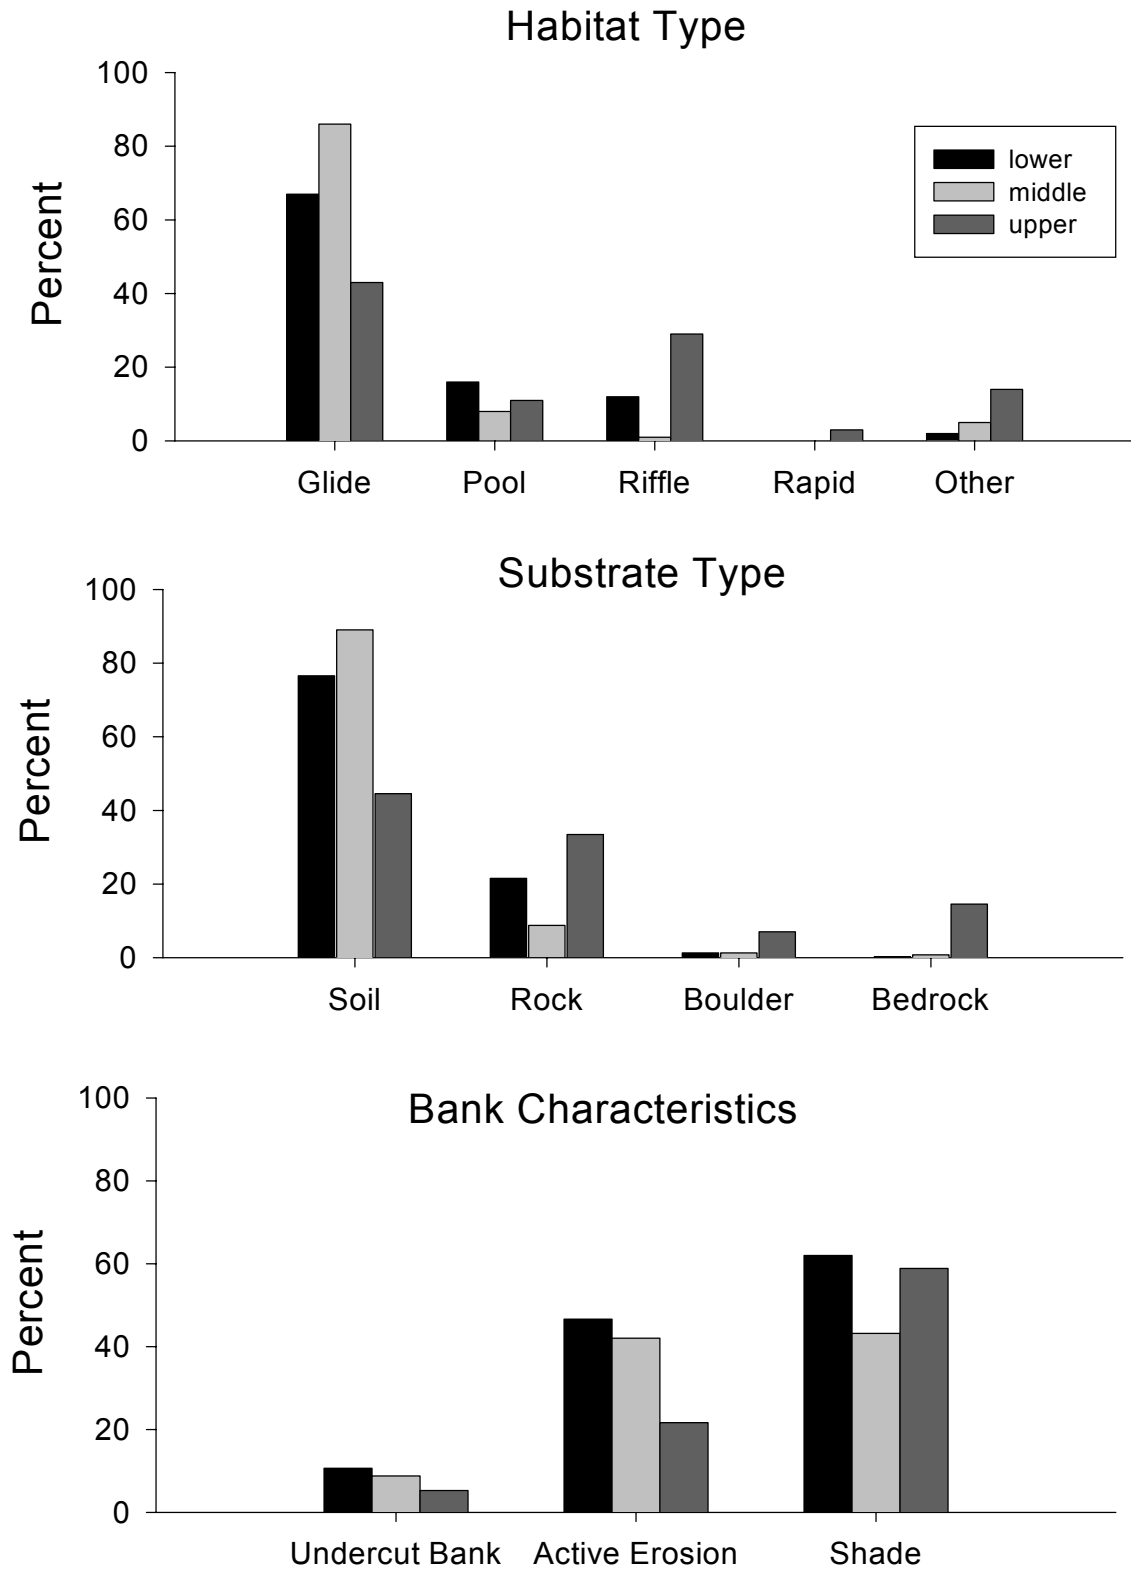 Habitat Type
100
80
60
40
20
0
Percent
lower
middle
upper
Glide Pool Riffle Rapid Other
Substrate Type
100
80
60
40
20
0
Percent
Soil Rock Boulder Bedrock
Bank Characteristics
100
80
60
40
20
0
Percent
Undercut Bank Active Erosion Shade